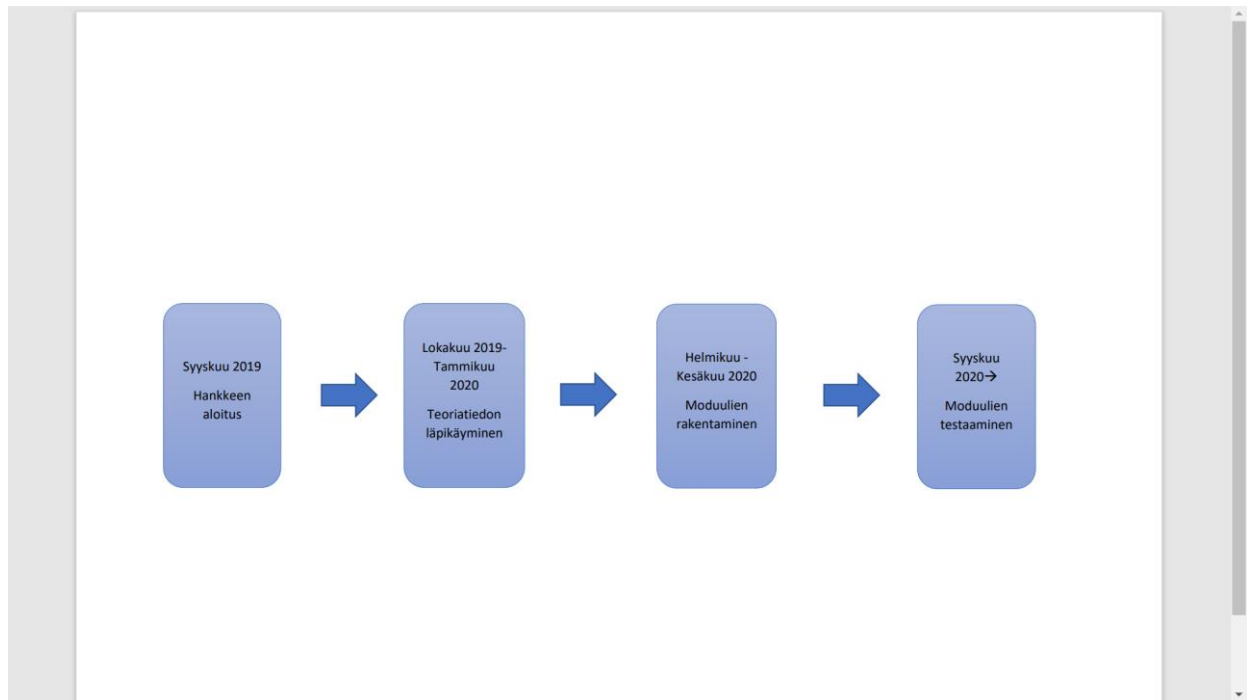 Syyskuu 2019
Hankkeen
aloitus
Lokakuu 2019-
Tammikuu
2020
Teoriatiedon
läpikäyminen
Helmikuu -
Kesäkuu 2020
Moduulien
rakentaminen
Syyskuu
2020→
Moduulien
testaaminen